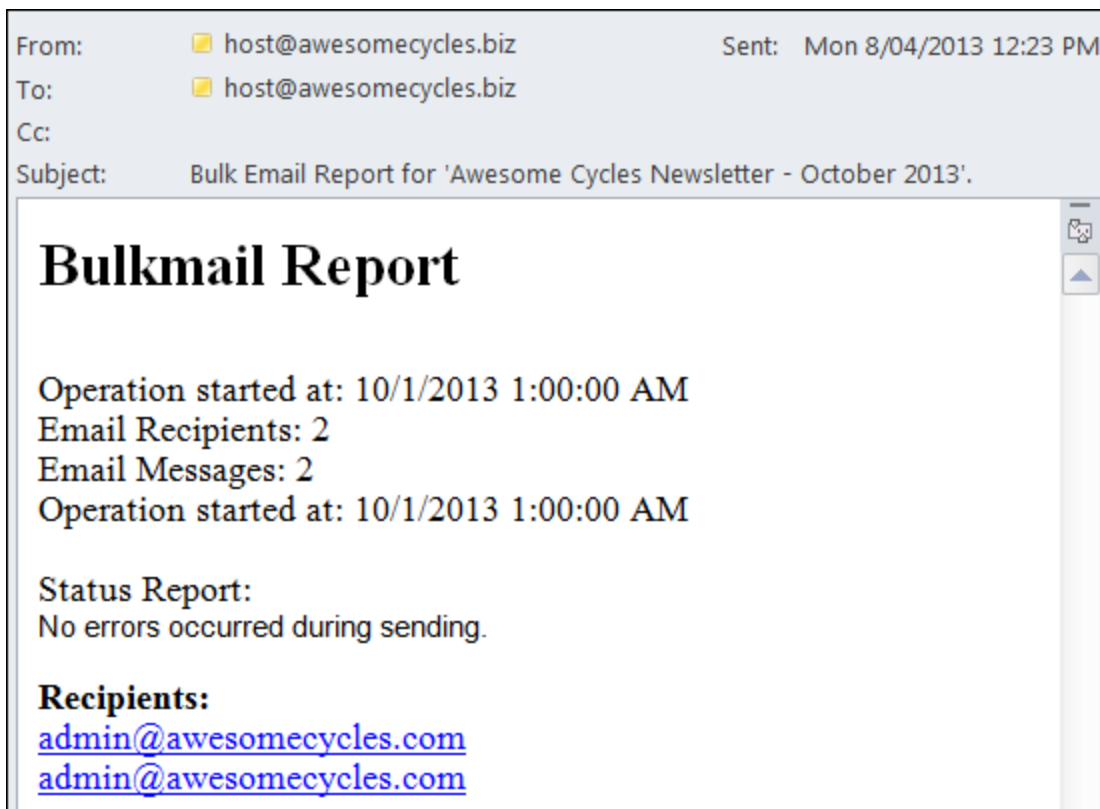 From: host@awesomecycles.biz Sent: Mon 8/04/2013 12:23 PM
To: host@awesomecycles.biz
Cc:
Subject: Bulk Email Report for 'Awesome Cycles Newsletter - October 2013'.
Bulkmail Report
Operation started at: 10/1/2013 1:00:00 AM
Email Recipients: 2
Email Messages: 2
Operation started at: 10/1/2013 1:00:00 AM
Status Report:
No errors occurred during sending.
Recipients:
admin@awesomecycles.com
admin@awesomecycles.com